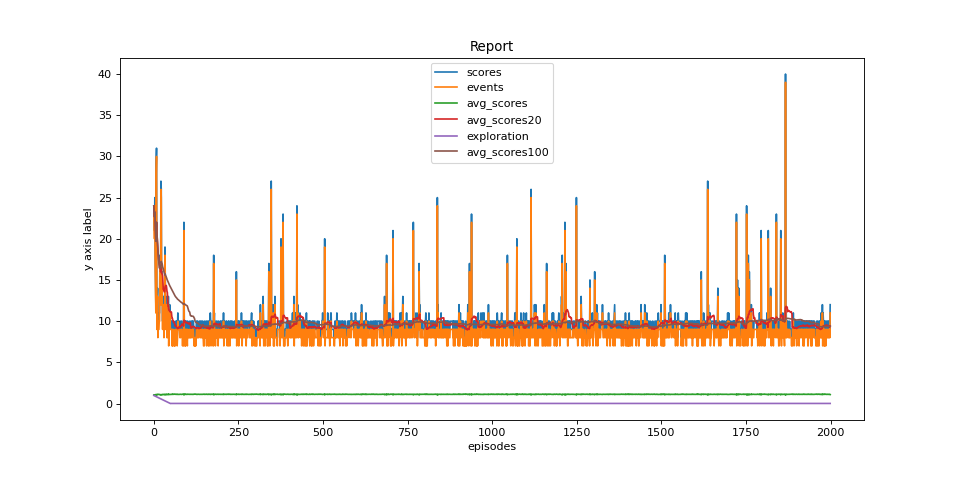 Report
scores
events
avg_scores
avg_scores20
exploration
avg_scores100
y axis label
40
35
30
25
20
15
10
5
0
0 250 500 750 1000 1250 1500 1750 2000
episodes